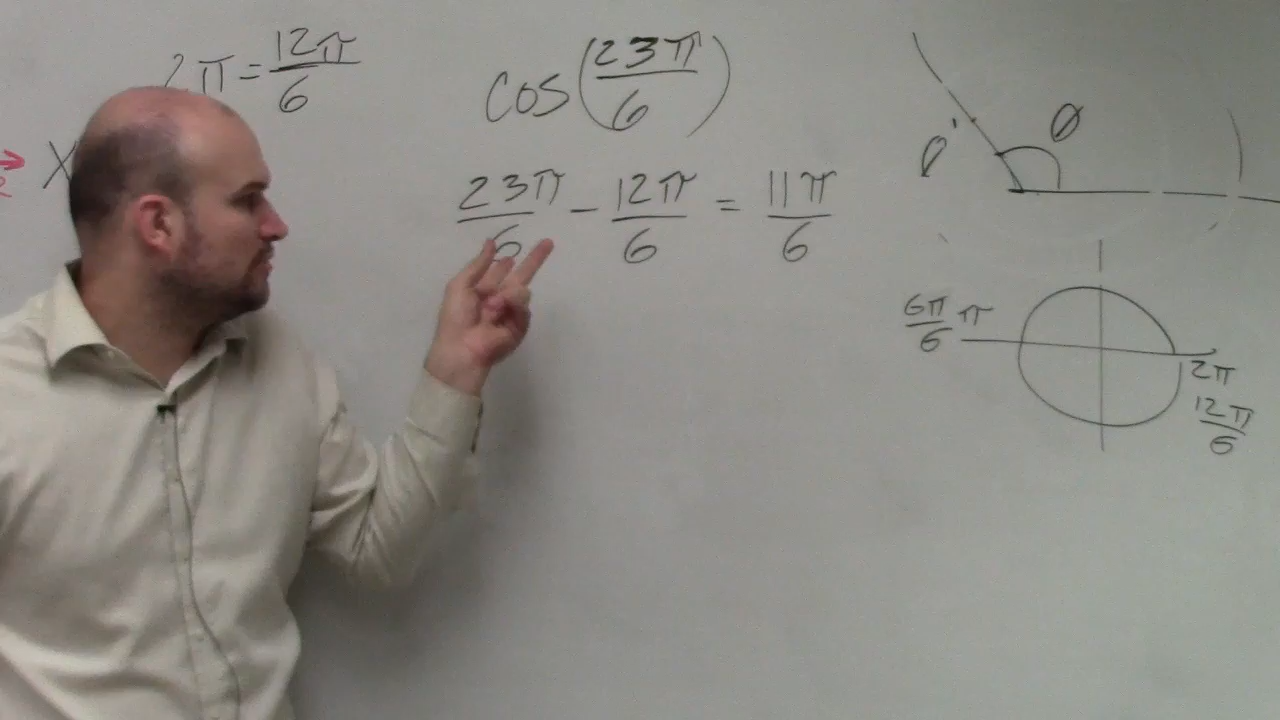 2π = 12π/6
cos(23π/6)
x
23π/6 - 12π/6 = 11π/6
θ' θ
6π/6 π
2π
12π/6